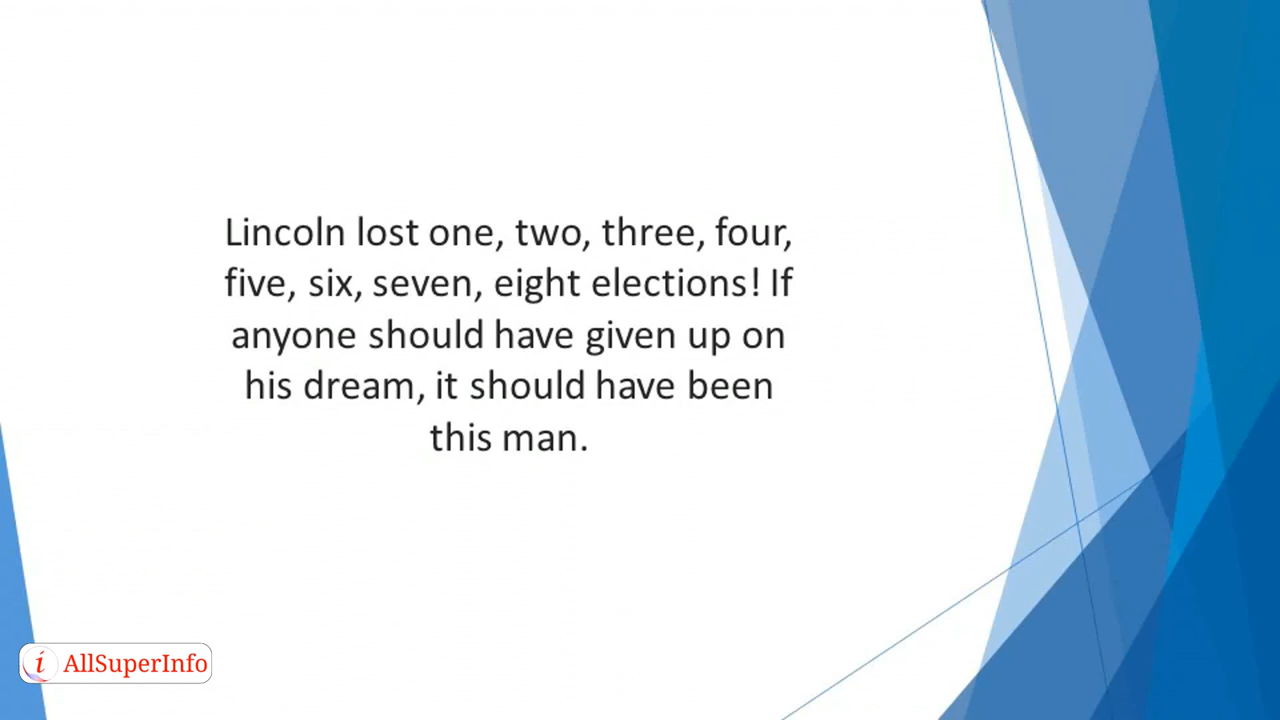 Lincoln lost one, two, three, four,
five, six, seven, eight elections! If
anyone should have given up on
his dream, it should have been
this man.
i AllSuperInfo